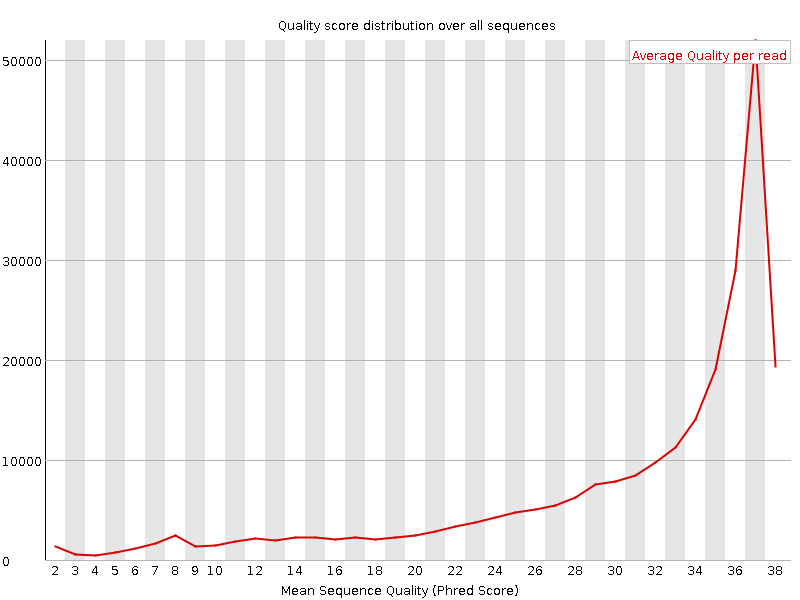 Quality score distribution over all sequences
Average Quality per read
50000
40000
30000
20000
10000
0
2 3 4 5 6 7 8 9 10 12 14 16 18 20 22 24 26 28 30 32 34 36 38
Mean Sequence Quality (Phred Score)